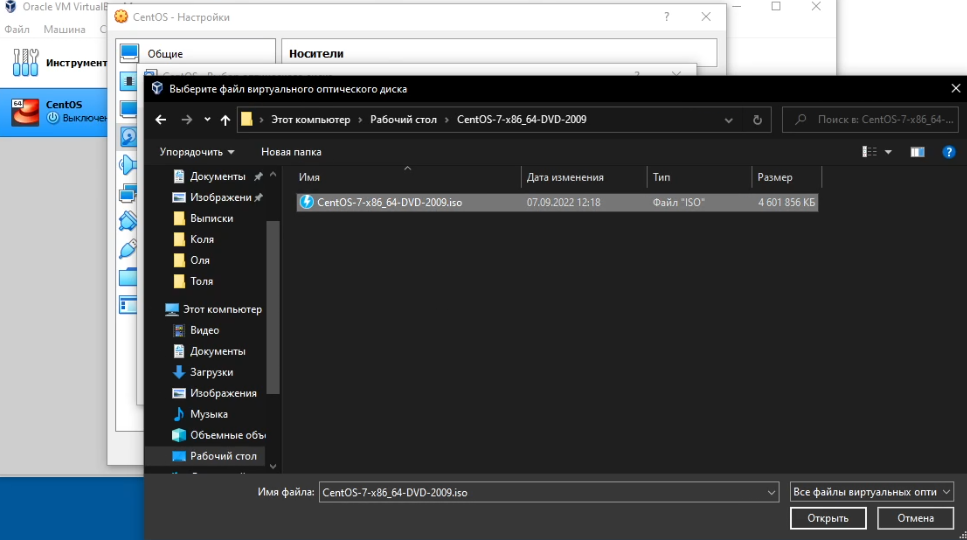 Oracle VM VirtualB
Файл Машина С
Инструмент
64
CentOS
Выключен
CentOS - Настройки
?
Общие
Носители
Выберите файл виртуального оптического диска
Этот компьютер › Рабочий стол › CentOS-7-x86_64-DVD-2009
Поиск в: CentOS-7-x86_64-...
Упорядочить Новая папка
?
Имя Дата изменения Тип Размер
CentOS-7-x86_64-DVD-2009.iso 07.09.2022 12:18 Файл "ISO" 4 601 856 КБ
Документы
Изображени
Выписки
Коля
Оля
Толя
Этот компьютер
Видео
Документы
Загрузки
Изображения
Музыка
Объемные объ
Рабочий стол
Имя файла: CentOS-7-x86_64-DVD-2009.iso
Все файлы виртуальных опти
Открыть Отмена